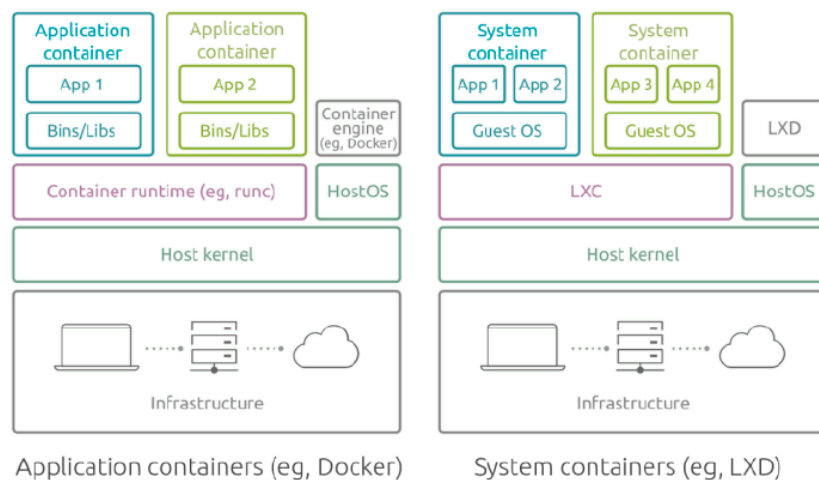 Application
container
App 1
Bins/Libs
Application
container
App 2
Bins/Libs
Container
engine
(eg, Docker)
Container runtime (eg, runc)
HostOS
Host kernel
Infrastructure
Application containers (eg, Docker)
System
container
App 1
App 2
Guest OS
System
container
App 3
App 4
Guest OS
LXD
LXC
HostOS
Host kernel
Infrastructure
System containers (eg, LXD)